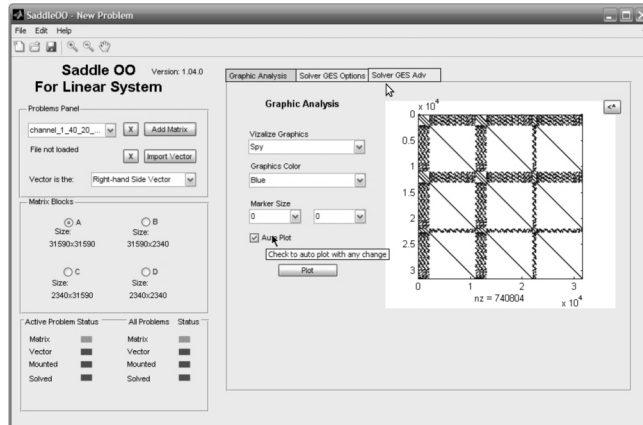 SaddleOO - New Problem
File Edit Help
Saddle OO Version: 1.04.0
For Linear System
Problems Panel
channel_1_40_20_... X Add Matrix
File not loaded
X Import Vector
Vector is the: Right-hand Side Vector
Matrix Blocks
A B
Size: Size:
31590x31590 31590x2340
C D
Size: Size:
2340x31590 2340x2340
Active Problem Status All Problems Status
Matrix Matrix
Vector Vector
Mounted Mounted
Solved Solved
Graphic Analysis Solver GES Options Solver GES Adv
Graphic Analysis
Vizalize Graphics
Spy
Graphics Color
Blue
Marker Size
0 0
Auto Plot
Check to auto plot with any change
Plot
x 10^4
<^
0
0.5
1
1.5
2
2.5
3
0 1 2 3
nz = 740804 x 10^4